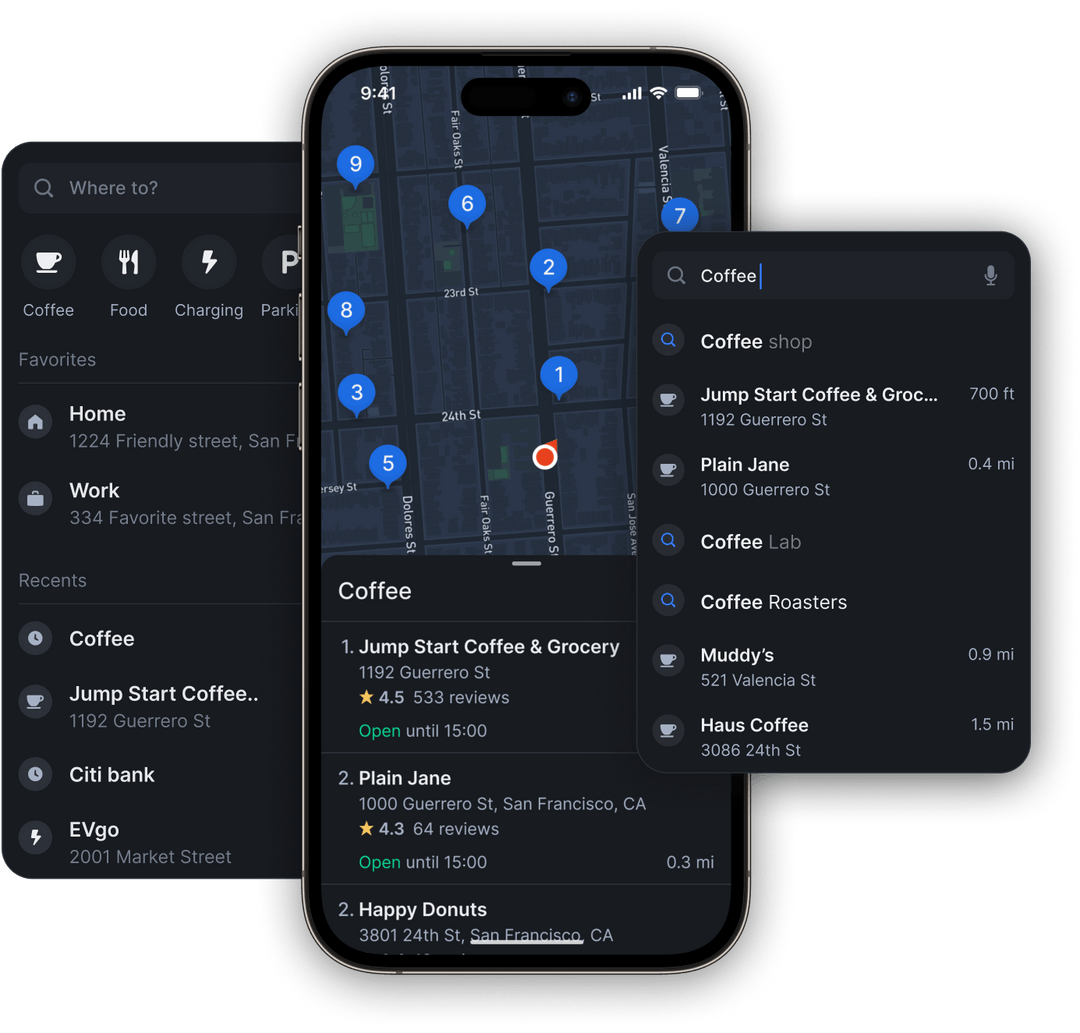 Where to?
Coffee
Food
Charging
Favorites
Home
1224 Friendly street, San
Work
334 Favorite street, San
Recents
Coffee
Jump Start Coffee..
1192 Guerrero St
Citi bank
EVgo
2001 Market Street
9:41
St
Fair Oaks St
Valencia S
St
9
6
7
2
23rd St
8
1
3
24th St
5
ersey St
Dolores St
Fair Oaks St
Guerrero S
San Jose Ave
Coffee
1. Jump Start Coffee & Grocery
1192 Guerrero St
4.5 533 reviews
Open until 15:00
2. Plain Jane
1000 Guerrero St, San Francisco, CA
4.3 64 reviews
Open until 15:00
0.3 mi
2. Happy Donuts
3801 24th St, San Francisco, CA
Coffee
Coffee shop
Jump Start Coffee & Groc...
700 ft
1192 Guerrero St
Plain Jane
0.4 mi
1000 Guerrero St
Coffee Lab
Coffee Roasters
Muddy’s
0.9 mi
521 Valencia St
Haus Coffee
1.5 mi
3086 24th St